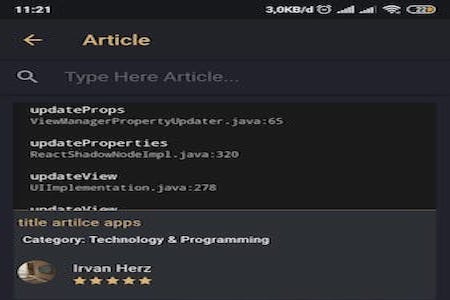 11:21
3,0KB/d
22
Article
Type Here Article...
updateProps
ViewManagerPropertyUpdater.java:65
updateProperties
ReactShadowNodeImpl.java:320
updateView
UIImplementation.java:278
updateView
title artilce apps
Category: Technology & Programming
Irvan Herz